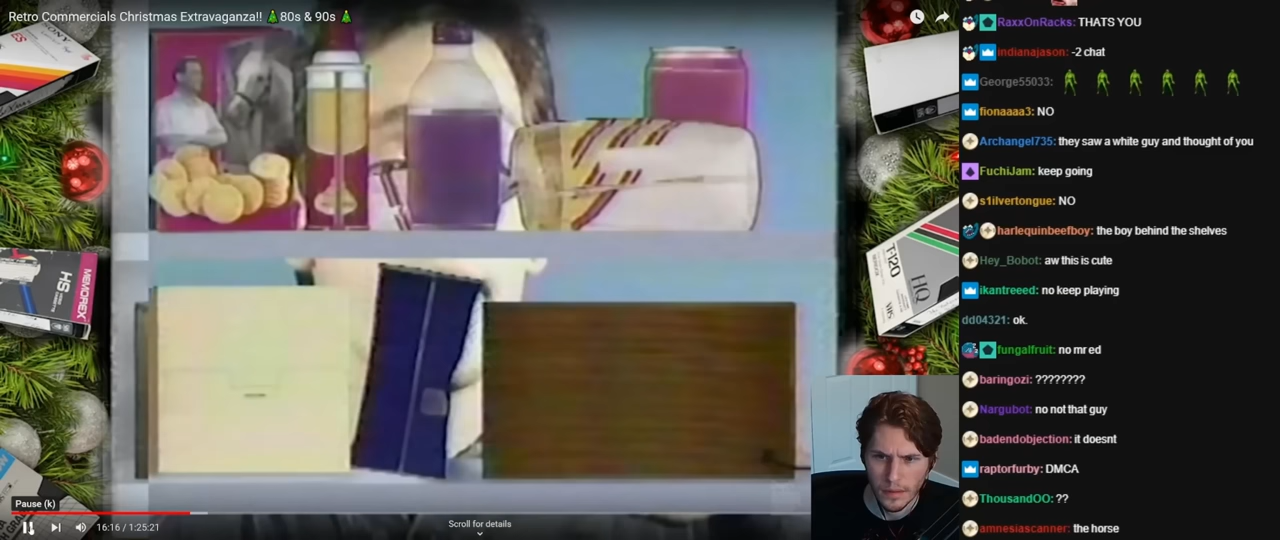 Retro Commercials Christmas Extravaganza!! 🎄80s & 90s 🎄
SONY
ES
HS
MEMOREX
T-120
HQ
VHS
Pause (k)
16:16 / 1:25:21
Scroll for details
RaxxOnRacks: THATS YOU
indianajason: -2 chat
George55033:
fionaaaa3: NO
Archangel735: they saw a white guy and thought of you
FuchiJam: keep going
s1ilvertongue: NO
harlequinbeefboy: the boy behind the shelves
Hey_Bobot: aw this is cute
ikantreeed: no keep playing
dd04321: ok.
fungalfruit: no mr ed
baringozi: ????????
Nargubot: no not that guy
badendobjection: it doesnt
raptorfurby: DMCA
ThousandOO: ??
amnesiascanner: the horse